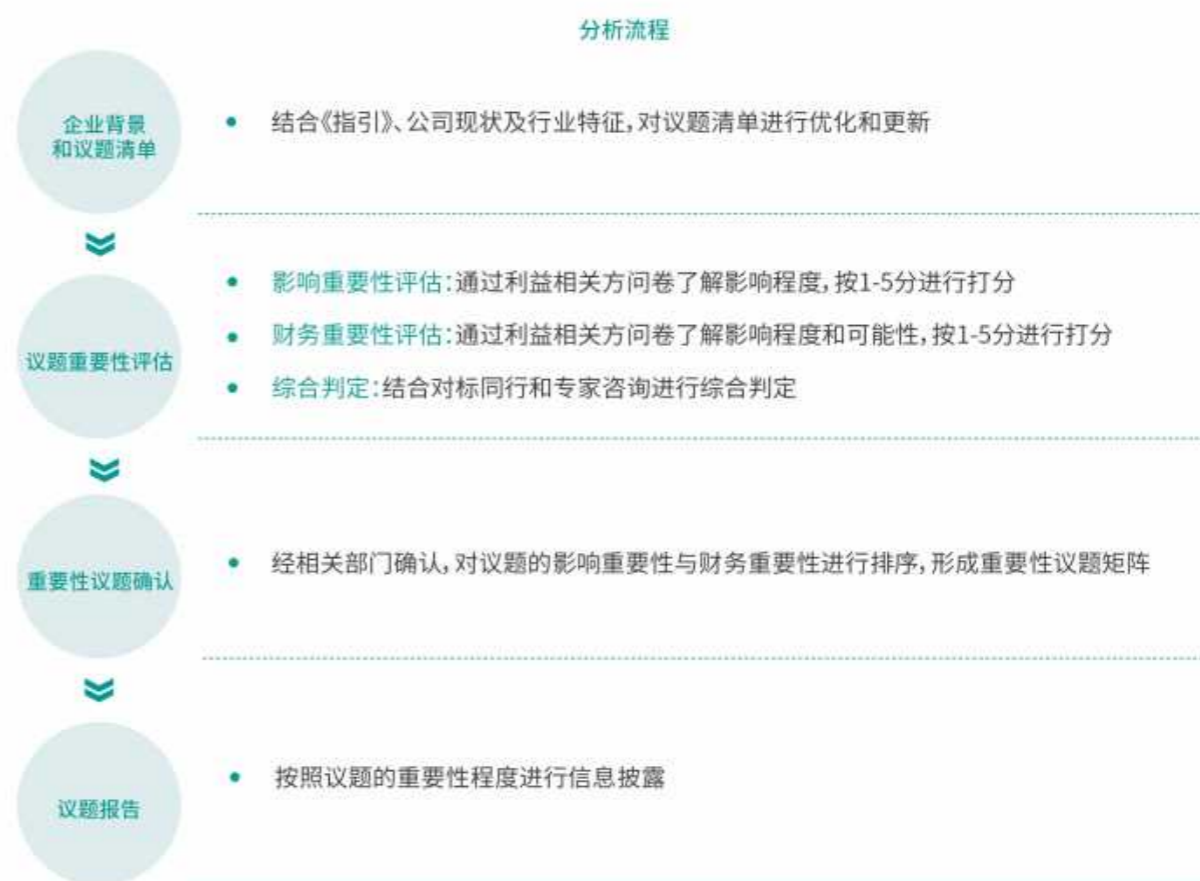 分析流程
企业背景
和议题清单
结合《指引》、公司现状及行业特征,对议题清单进行优化和更新
议题重要性评估
影响重要性评估:通过利益相关方问卷了解影响程度,按1-5分进行打分
财务重要性评估:通过利益相关方问卷了解影响程度和可能性,按1-5分进行打分
综合判定:结合对标同行和专家咨询进行综合判定
重要性议题确认
经相关部门确认,对议题的影响重要性与财务重要性进行排序,形成重要性议题矩阵
议题报告
按照议题的重要性程度进行信息披露